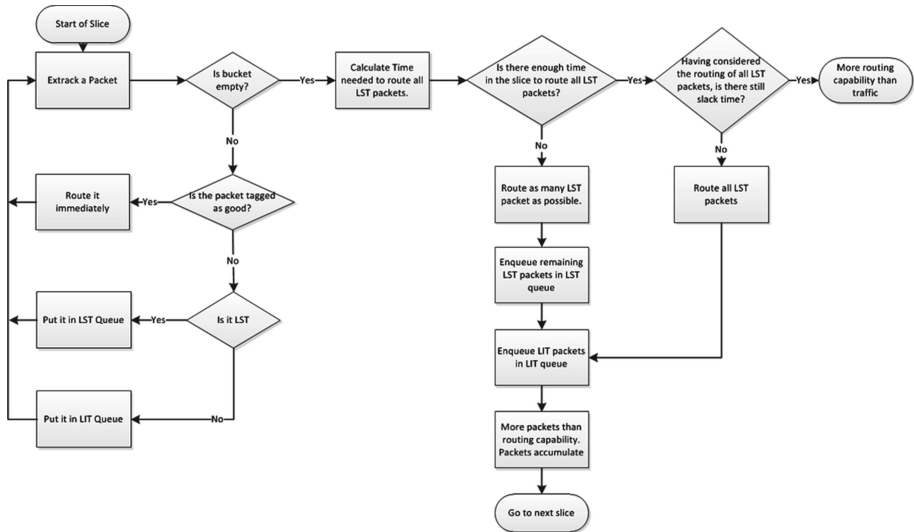 Start of Slice
Extrack a Packet
Is bucket
empty?
Yes
Calculate Time
needed to route all
LST packets.
Is there enough time
in the slice to route all LST
packets?
Yes
Having considered
the routing of all LST
packets, is there still
slack time?
Yes
More routing
capability than
traffic
No
No
No
Route it
immediately
Yes
Is the packet tagged
as good?
Route as many LST
packet as possible.
Route all LST
packets
No
Enqueue remaining
LST packets in LST
queue
Put it in LST Queue
Yes
Is it LST
Enqueue LIT packets
in LIT queue
Put it in LIT Queue
No
More packets than
routing capability.
Packets accumulate
Go to next slice